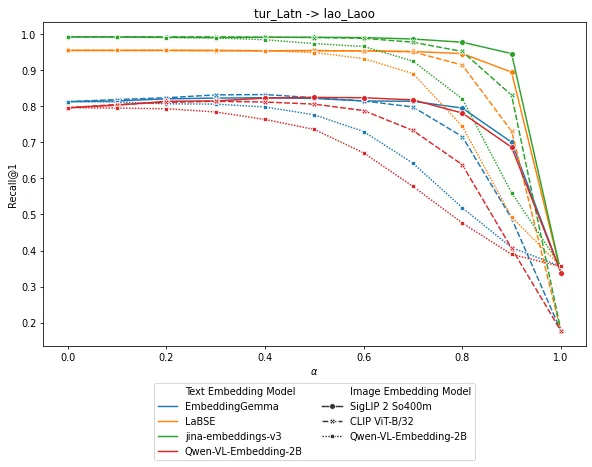 tur_Latn -> lao_Laoo
1.0
0.9
0.8
0.7
0.6
0.5
0.4
0.3
0.2
Recall@1
0.0 0.2 0.4 0.6 0.8 1.0
α
Text Embedding Model Image Embedding Model
EmbeddingGemma SigLIP 2 So400m
LaBSE CLIP ViT-B/32
jina-embeddings-v3 Qwen-VL-Embedding-2B
Qwen-VL-Embedding-2B